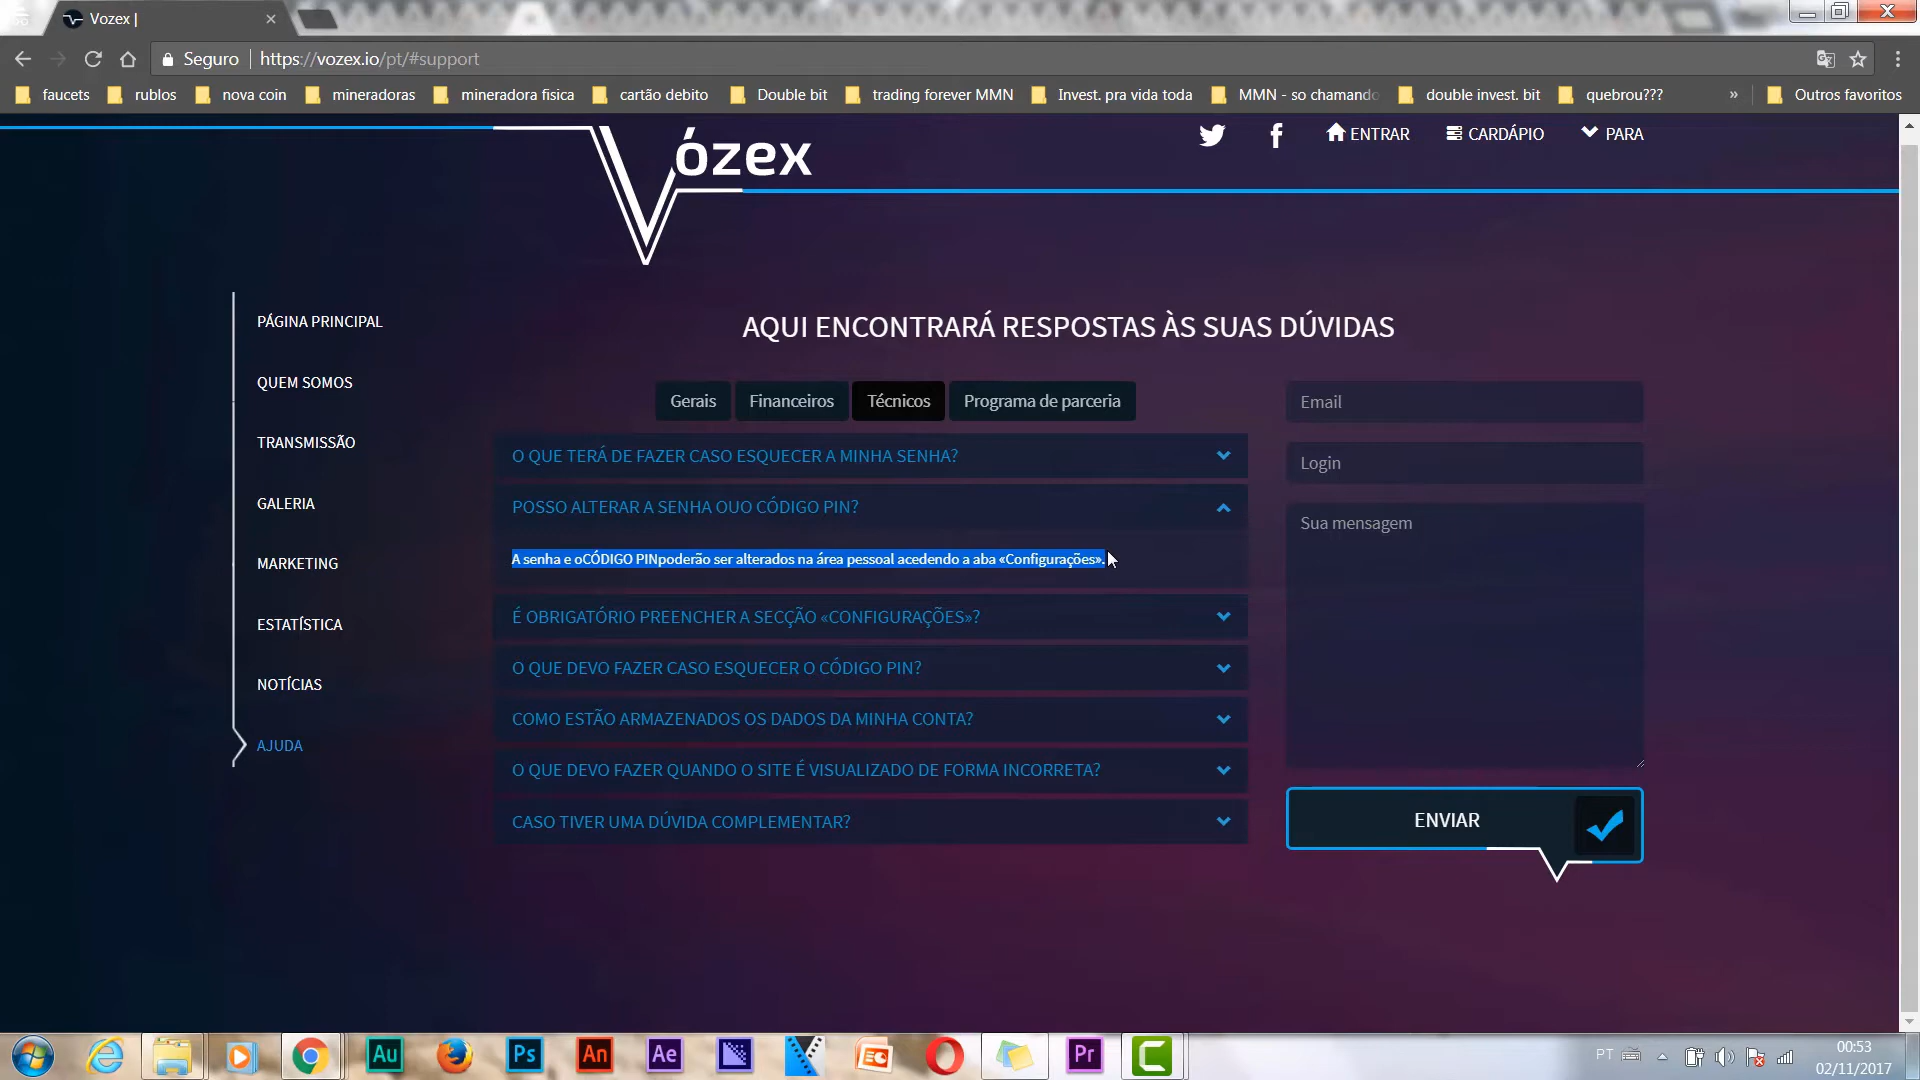 Vozex |
Seguro
https://vozex.io/pt/#support
faucets
rublos
nova coin
mineradoras
mineradora fisica
cartão debito
Double bit
trading forever MMN
Invest. pra vida toda
MMN - so chamando
double invest. bit
quebrou???
»
Outros favoritos
Vózex
ENTRAR
CARDÁPIO
PARA
PÁGINA PRINCIPAL
QUEM SOMOS
TRANSMISSÃO
GALERIA
MARKETING
ESTATÍSTICA
NOTÍCIAS
AJUDA
AQUI ENCONTRARÁ RESPOSTAS ÀS SUAS DÚVIDAS
Gerais
Financeiros
Técnicos
Programa de parceria
O QUE TERÁ DE FAZER CASO ESQUECER A MINHA SENHA?
POSSO ALTERAR A SENHA OUO CÓDIGO PIN?
A senha e oCÓDIGO PINpoderão ser alterados na área pessoal acedendo a aba «Configurações».
É OBRIGATÓRIO PREENCHER A SECÇÃO «CONFIGURAÇÕES»?
O QUE DEVO FAZER CASO ESQUECER O CÓDIGO PIN?
COMO ESTÃO ARMAZENADOS OS DADOS DA MINHA CONTA?
O QUE DEVO FAZER QUANDO O SITE É VISUALIZADO DE FORMA INCORRETA?
CASO TIVER UMA DÚVIDA COMPLEMENTAR?
Email
Login
Sua mensagem
ENVIAR
Au
Ps
An
Ae
Pr
PT
00:53
02/11/2017